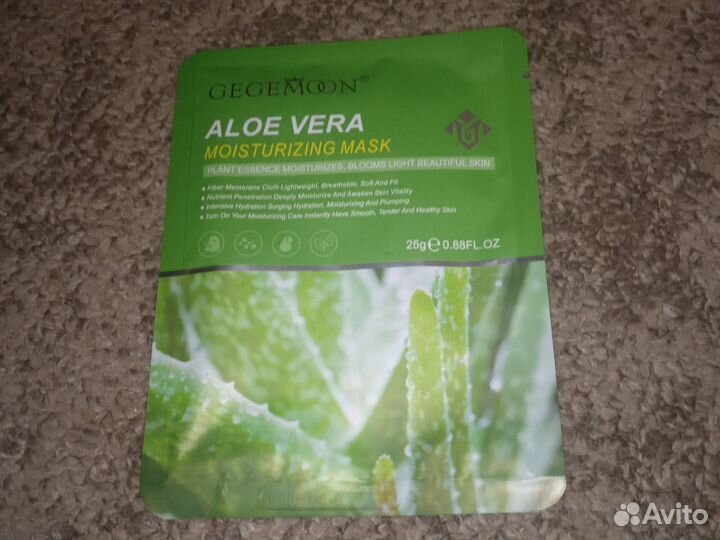 GEGEMOON®
ALOE VERA
MOISTURIZING MASK
PLANT ESSENCE MOISTURIZES, BLOOMS LIGHT BEAUTIFUL SKIN
• Fiber Membrane Cloth Lightweight, Breathable, Soft And Fit
• Nutrient Penetration Deeply Moisturize And Awaken Skin Vitality
• Intensive Hydration Surging Hydration, Moisturizing And Plumping
• Turn On Your Moisturizing Care Instantly Have Smooth, Tander And Healthy Skin
25g ℮ 0.88FL.OZ
Avito